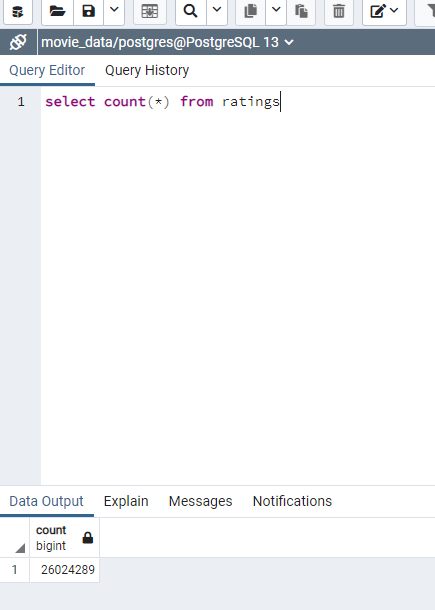 movie_data/postgres@PostgreSQL 13
Query Editor Query History
1 select count(*) from ratings
Data Output Explain Messages Notifications
count
bigint
1 26024289